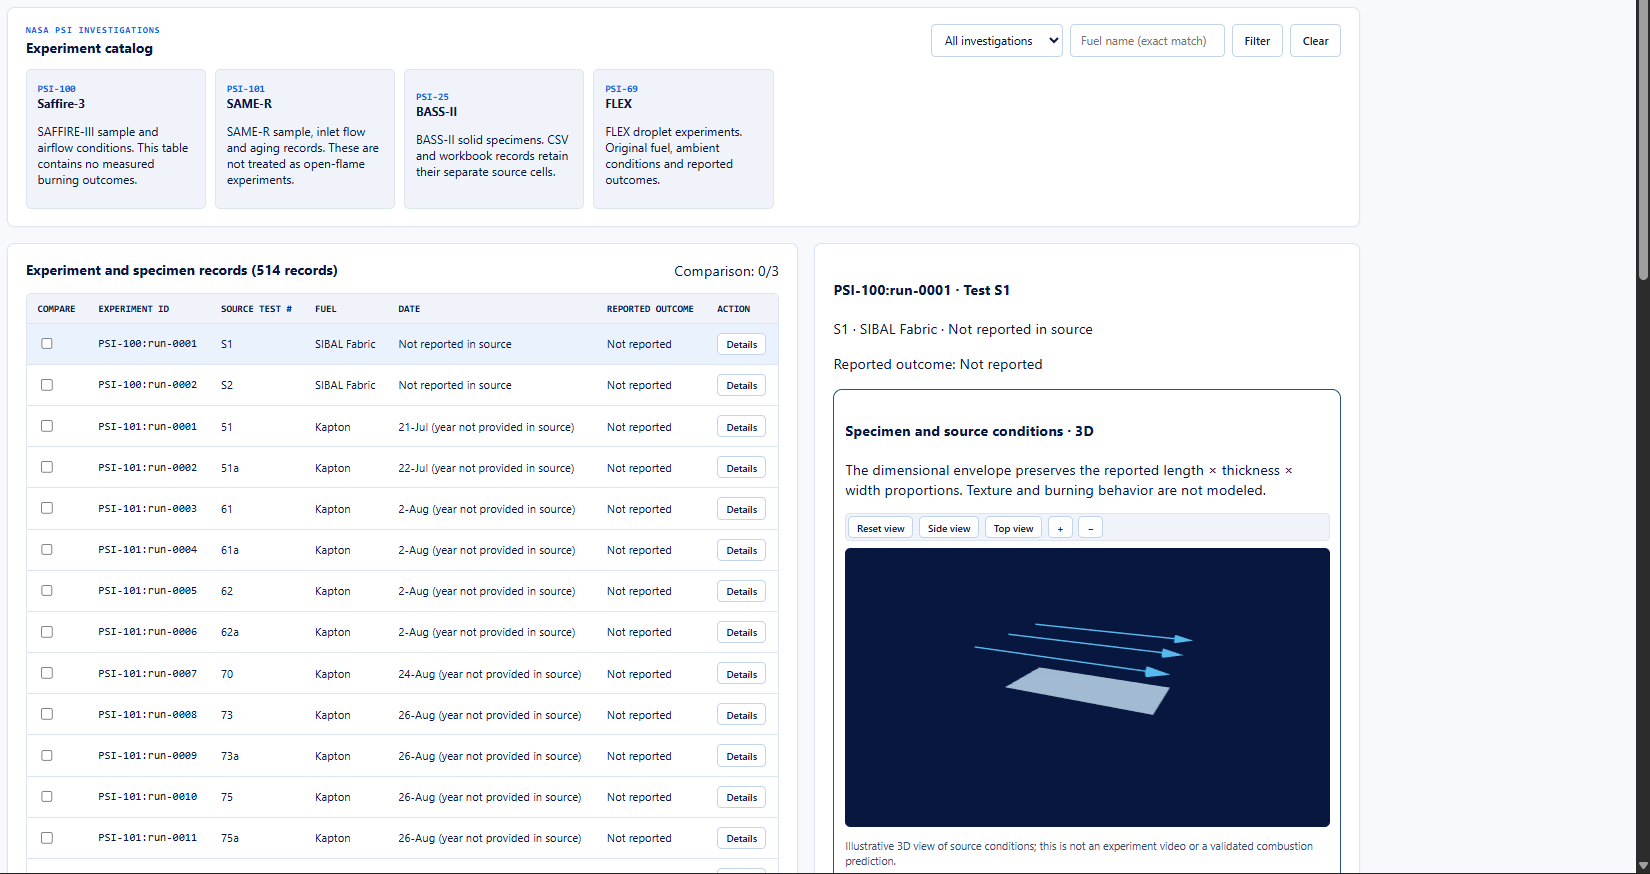 NASA PSI INVESTIGATIONS
Experiment catalog
All investigations
Fuel name (exact match)
Filter
Clear
PSI-100
Saffire-3
SAFFIRE-III sample and
airflow conditions. This table
contains no measured
burning outcomes.
PSI-101
SAME-R
SAME-R sample, inlet flow
and aging records. These are
not treated as open-flame
experiments.
PSI-25
BASS-II
BASS-II solid specimens. CSV
and workbook records retain
their separate source cells.
PSI-69
FLEX
FLEX droplet experiments.
Original fuel, ambient
conditions and reported
outcomes.
Experiment and specimen records (514 records)
Comparison: 0/3
COMPARE EXPERIMENT ID SOURCE TEST # FUEL DATE REPORTED OUTCOME ACTION
PSI-100:run-0001 S1 SIBAL Fabric Not reported in source Not reported Details
PSI-100:run-0002 S2 SIBAL Fabric Not reported in source Not reported Details
PSI-101:run-0001 51 Kapton 21-Jul (year not provided in source) Not reported Details
PSI-101:run-0002 51a Kapton 22-Jul (year not provided in source) Not reported Details
PSI-101:run-0003 61 Kapton 2-Aug (year not provided in source) Not reported Details
PSI-101:run-0004 61a Kapton 2-Aug (year not provided in source) Not reported Details
PSI-101:run-0005 62 Kapton 2-Aug (year not provided in source) Not reported Details
PSI-101:run-0006 62a Kapton 2-Aug (year not provided in source) Not reported Details
PSI-101:run-0007 70 Kapton 24-Aug (year not provided in source) Not reported Details
PSI-101:run-0008 73 Kapton 26-Aug (year not provided in source) Not reported Details
PSI-101:run-0009 73a Kapton 26-Aug (year not provided in source) Not reported Details
PSI-101:run-0010 75 Kapton 26-Aug (year not provided in source) Not reported Details
PSI-101:run-0011 75a Kapton 26-Aug (year not provided in source) Not reported Details
PSI-100:run-0001 · Test S1
S1 · SIBAL Fabric · Not reported in source
Reported outcome: Not reported
Specimen and source conditions · 3D
The dimensional envelope preserves the reported length × thickness ×
width proportions. Texture and burning behavior are not modeled.
Reset view
Side view
Top view
+
−
Illustrative 3D view of source conditions; this is not an experiment video or a validated combustion
prediction.